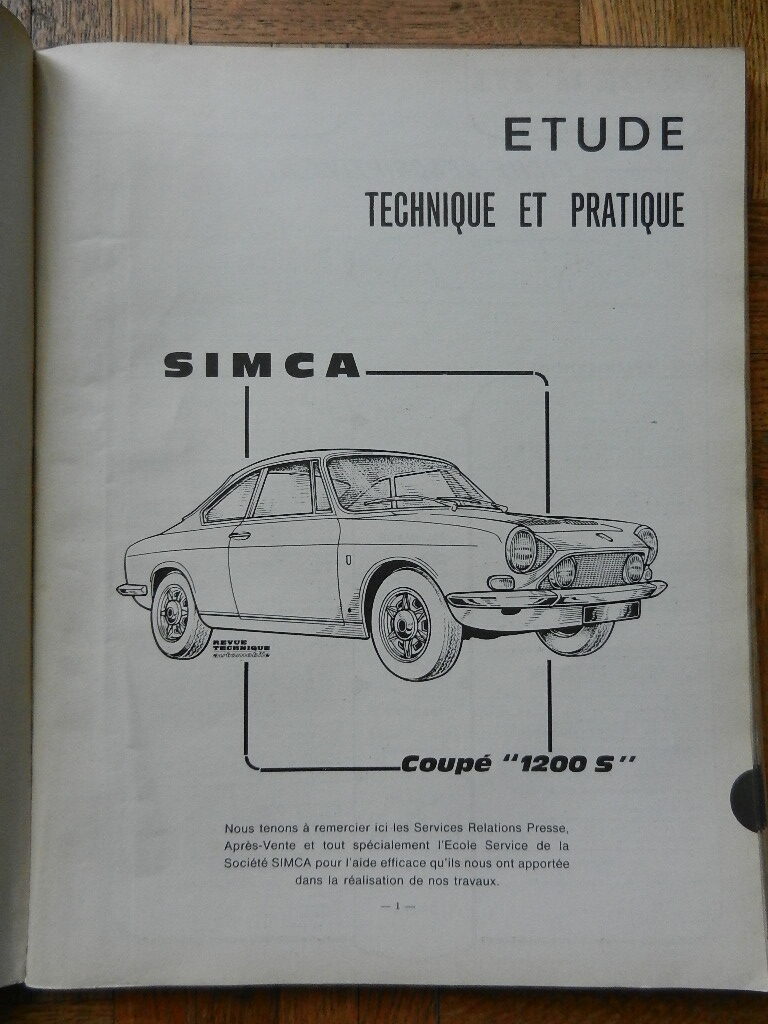 ETUDE
TECHNIQUE ET PRATIQUE
SIMCA
REVUE
TECHNIQUE
automobile
Coupé "1200 S"
Nous tenons à remercier ici les Services Relations Presse,
Après-Vente et tout spécialement l'Ecole Service de la
Société SIMCA pour l'aide efficace qu'ils nous ont apportée
dans la réalisation de nos travaux.
— 1 —